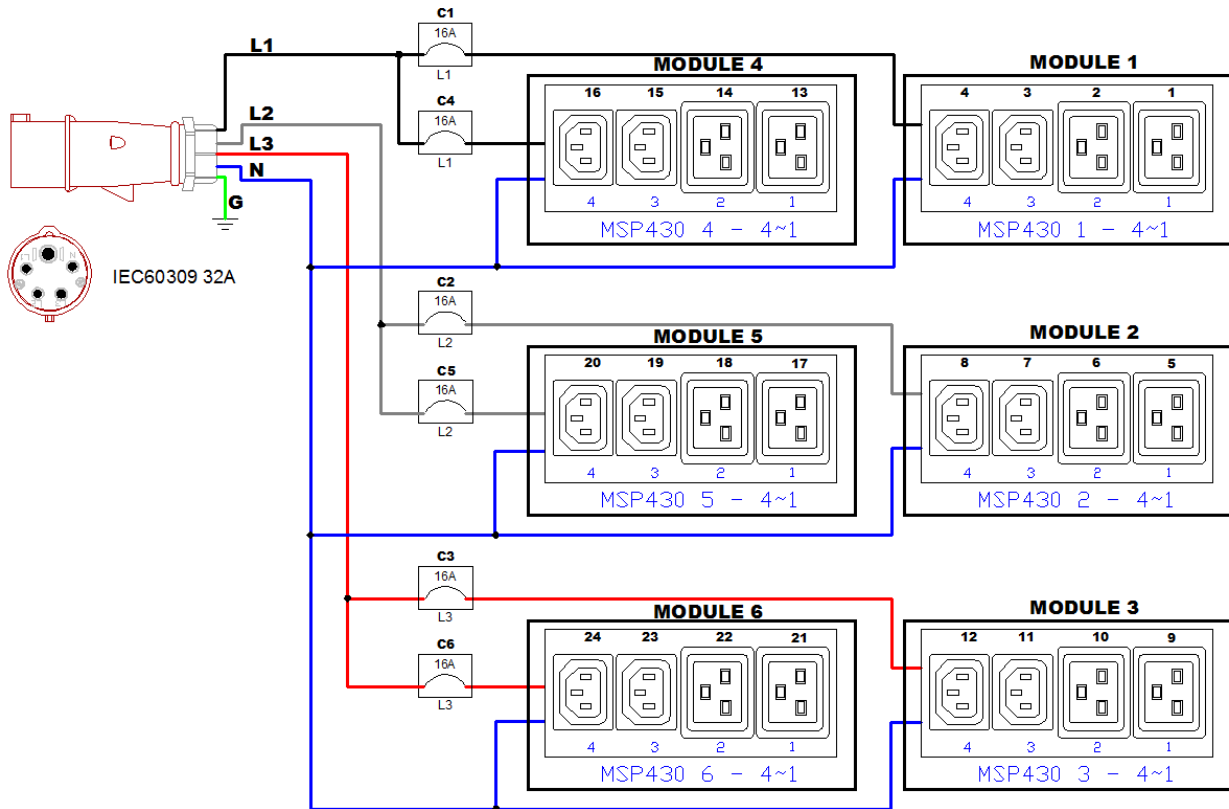 C1
16A
L1
L1
MODULE 4
MODULE 1
16 15 14 13
4 3 2 1
C4
16A
L1
L2
L3
N
G
4 3 2 1
MSP430 4 - 4~1
4 3 2 1
MSP430 1 - 4~1
IEC60309 32A
C2
16A
L2
MODULE 5
MODULE 2
20 19 18 17
8 7 6 5
C5
16A
L2
4 3 2 1
MSP430 5 - 4~1
4 3 2 1
MSP430 2 - 4~1
C3
16A
L3
MODULE 6
MODULE 3
24 23 22 21
12 11 10 9
C6
16A
L3
4 3 2 1
MSP430 6 - 4~1
4 3 2 1
MSP430 3 - 4~1